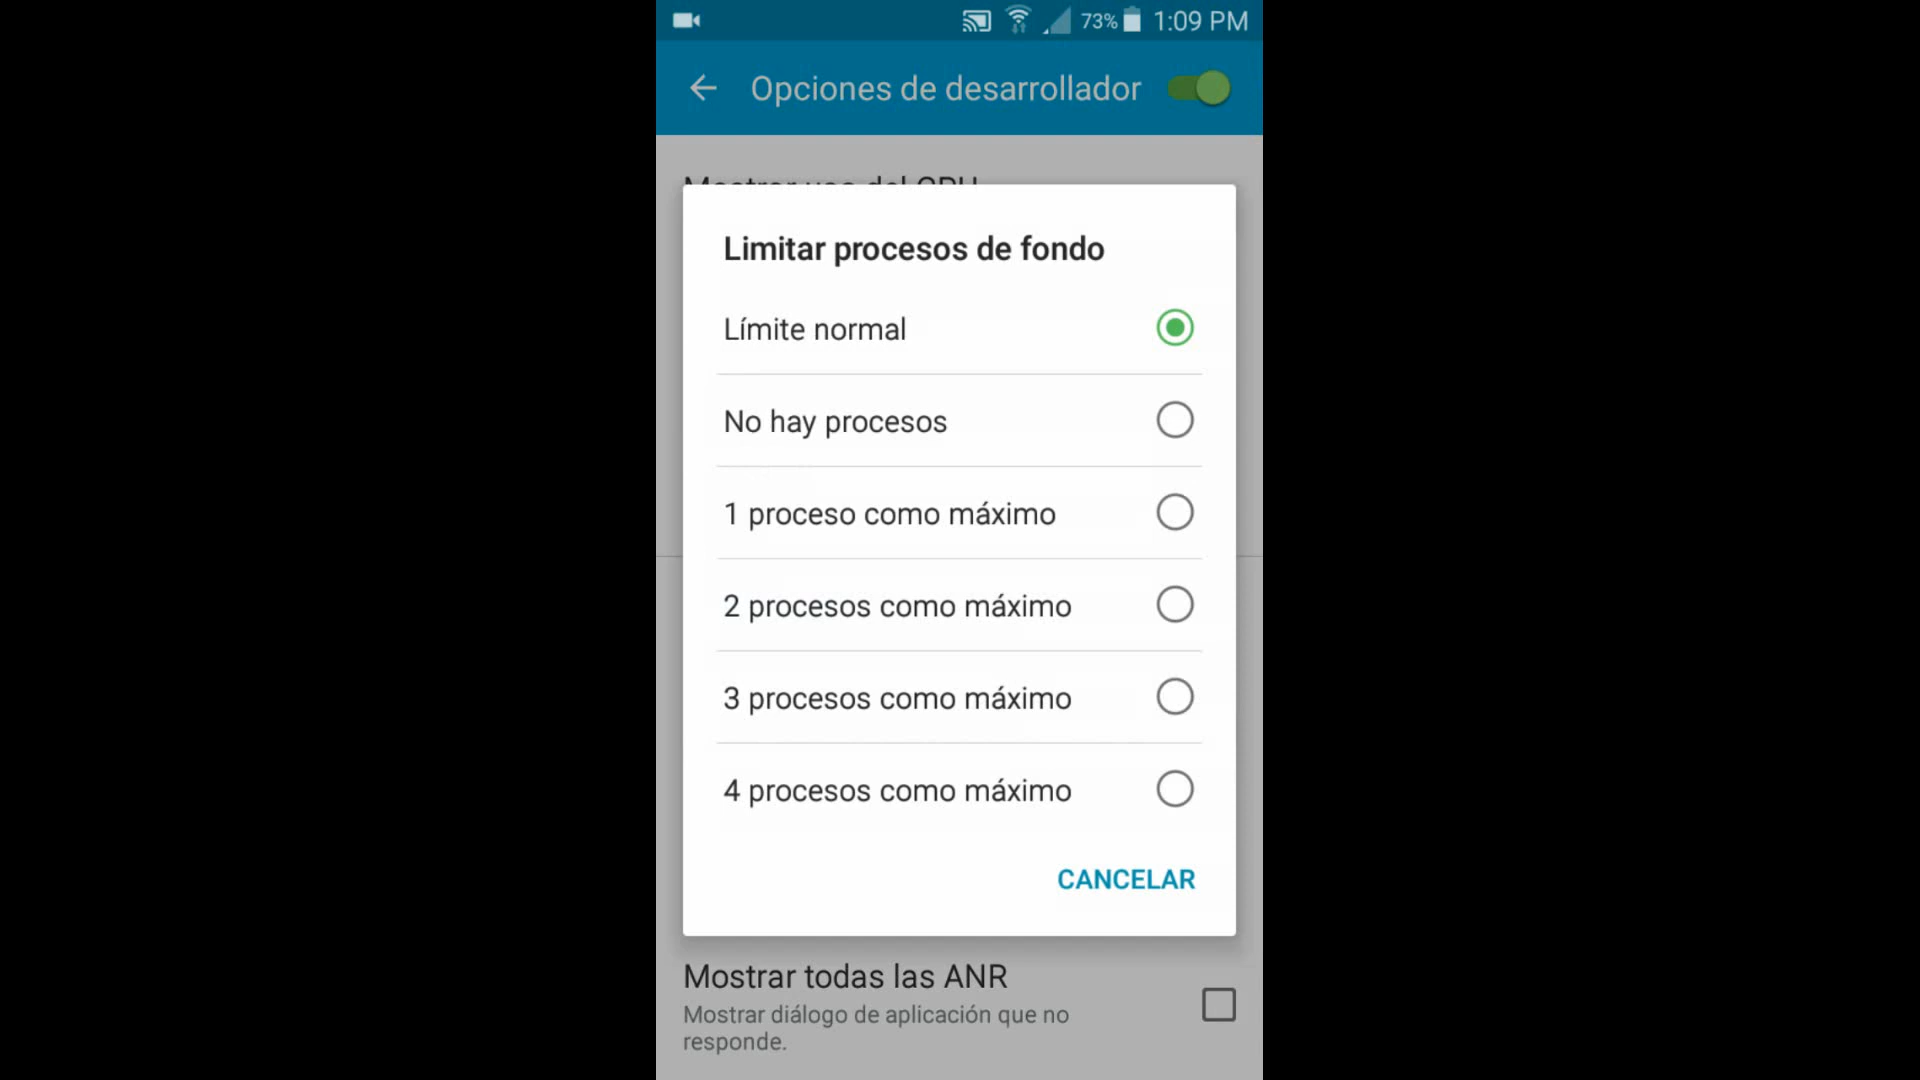 73% 1:09 PM
Opciones de desarrollador
Mostrar uso del CPU
Limitar procesos de fondo
Límite normal
No hay procesos
1 proceso como máximo
2 procesos como máximo
3 procesos como máximo
4 procesos como máximo
CANCELAR
Mostrar todas las ANR
Mostrar diálogo de aplicación que no
responde.